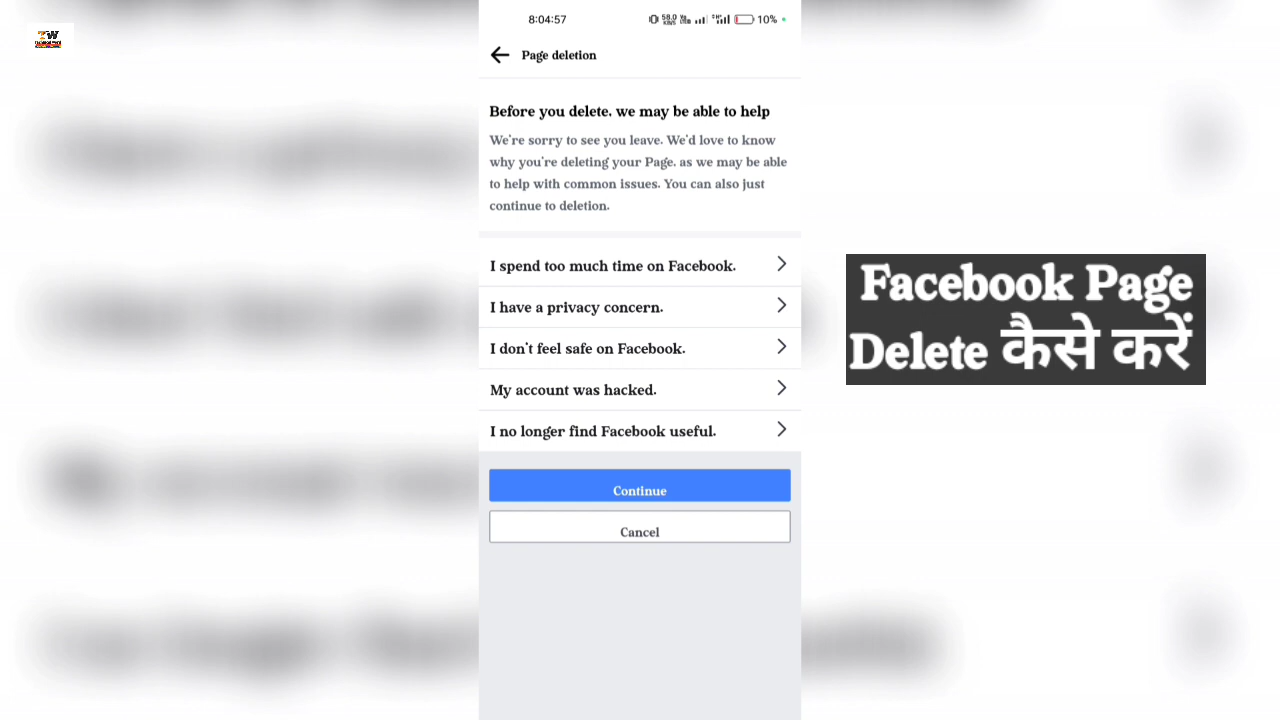 TW
8:04:57
58.0
KB/S
10%
Page deletion
Before you delete, we may be able to help
We're sorry to see you leave. We'd love to know
why you're deleting your Page, as we may be able
to help with common issues. You can also just
continue to deletion.
I spend too much time on Facebook.
I have a privacy concern.
I don't feel safe on Facebook.
My account was hacked.
I no longer find Facebook useful.
Continue
Cancel
Facebook Page
Delete कैसे करें